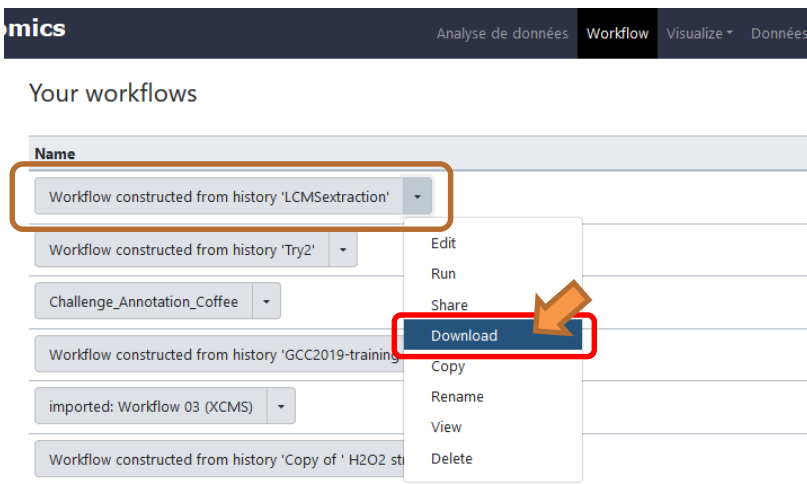 omics
Analyse de données Workflow Visualize Données
Your workflows
Name
Workflow constructed from history 'LCMSextraction'
Edit
Workflow constructed from history 'Try2'
Run
Challenge_Annotation_Coffee
Share
Download
Workflow constructed from history 'GCC2019-training
Copy
Rename
imported: Workflow 03 (XCMS)
View
Workflow constructed from history 'Copy of ' H2O2 st
Delete